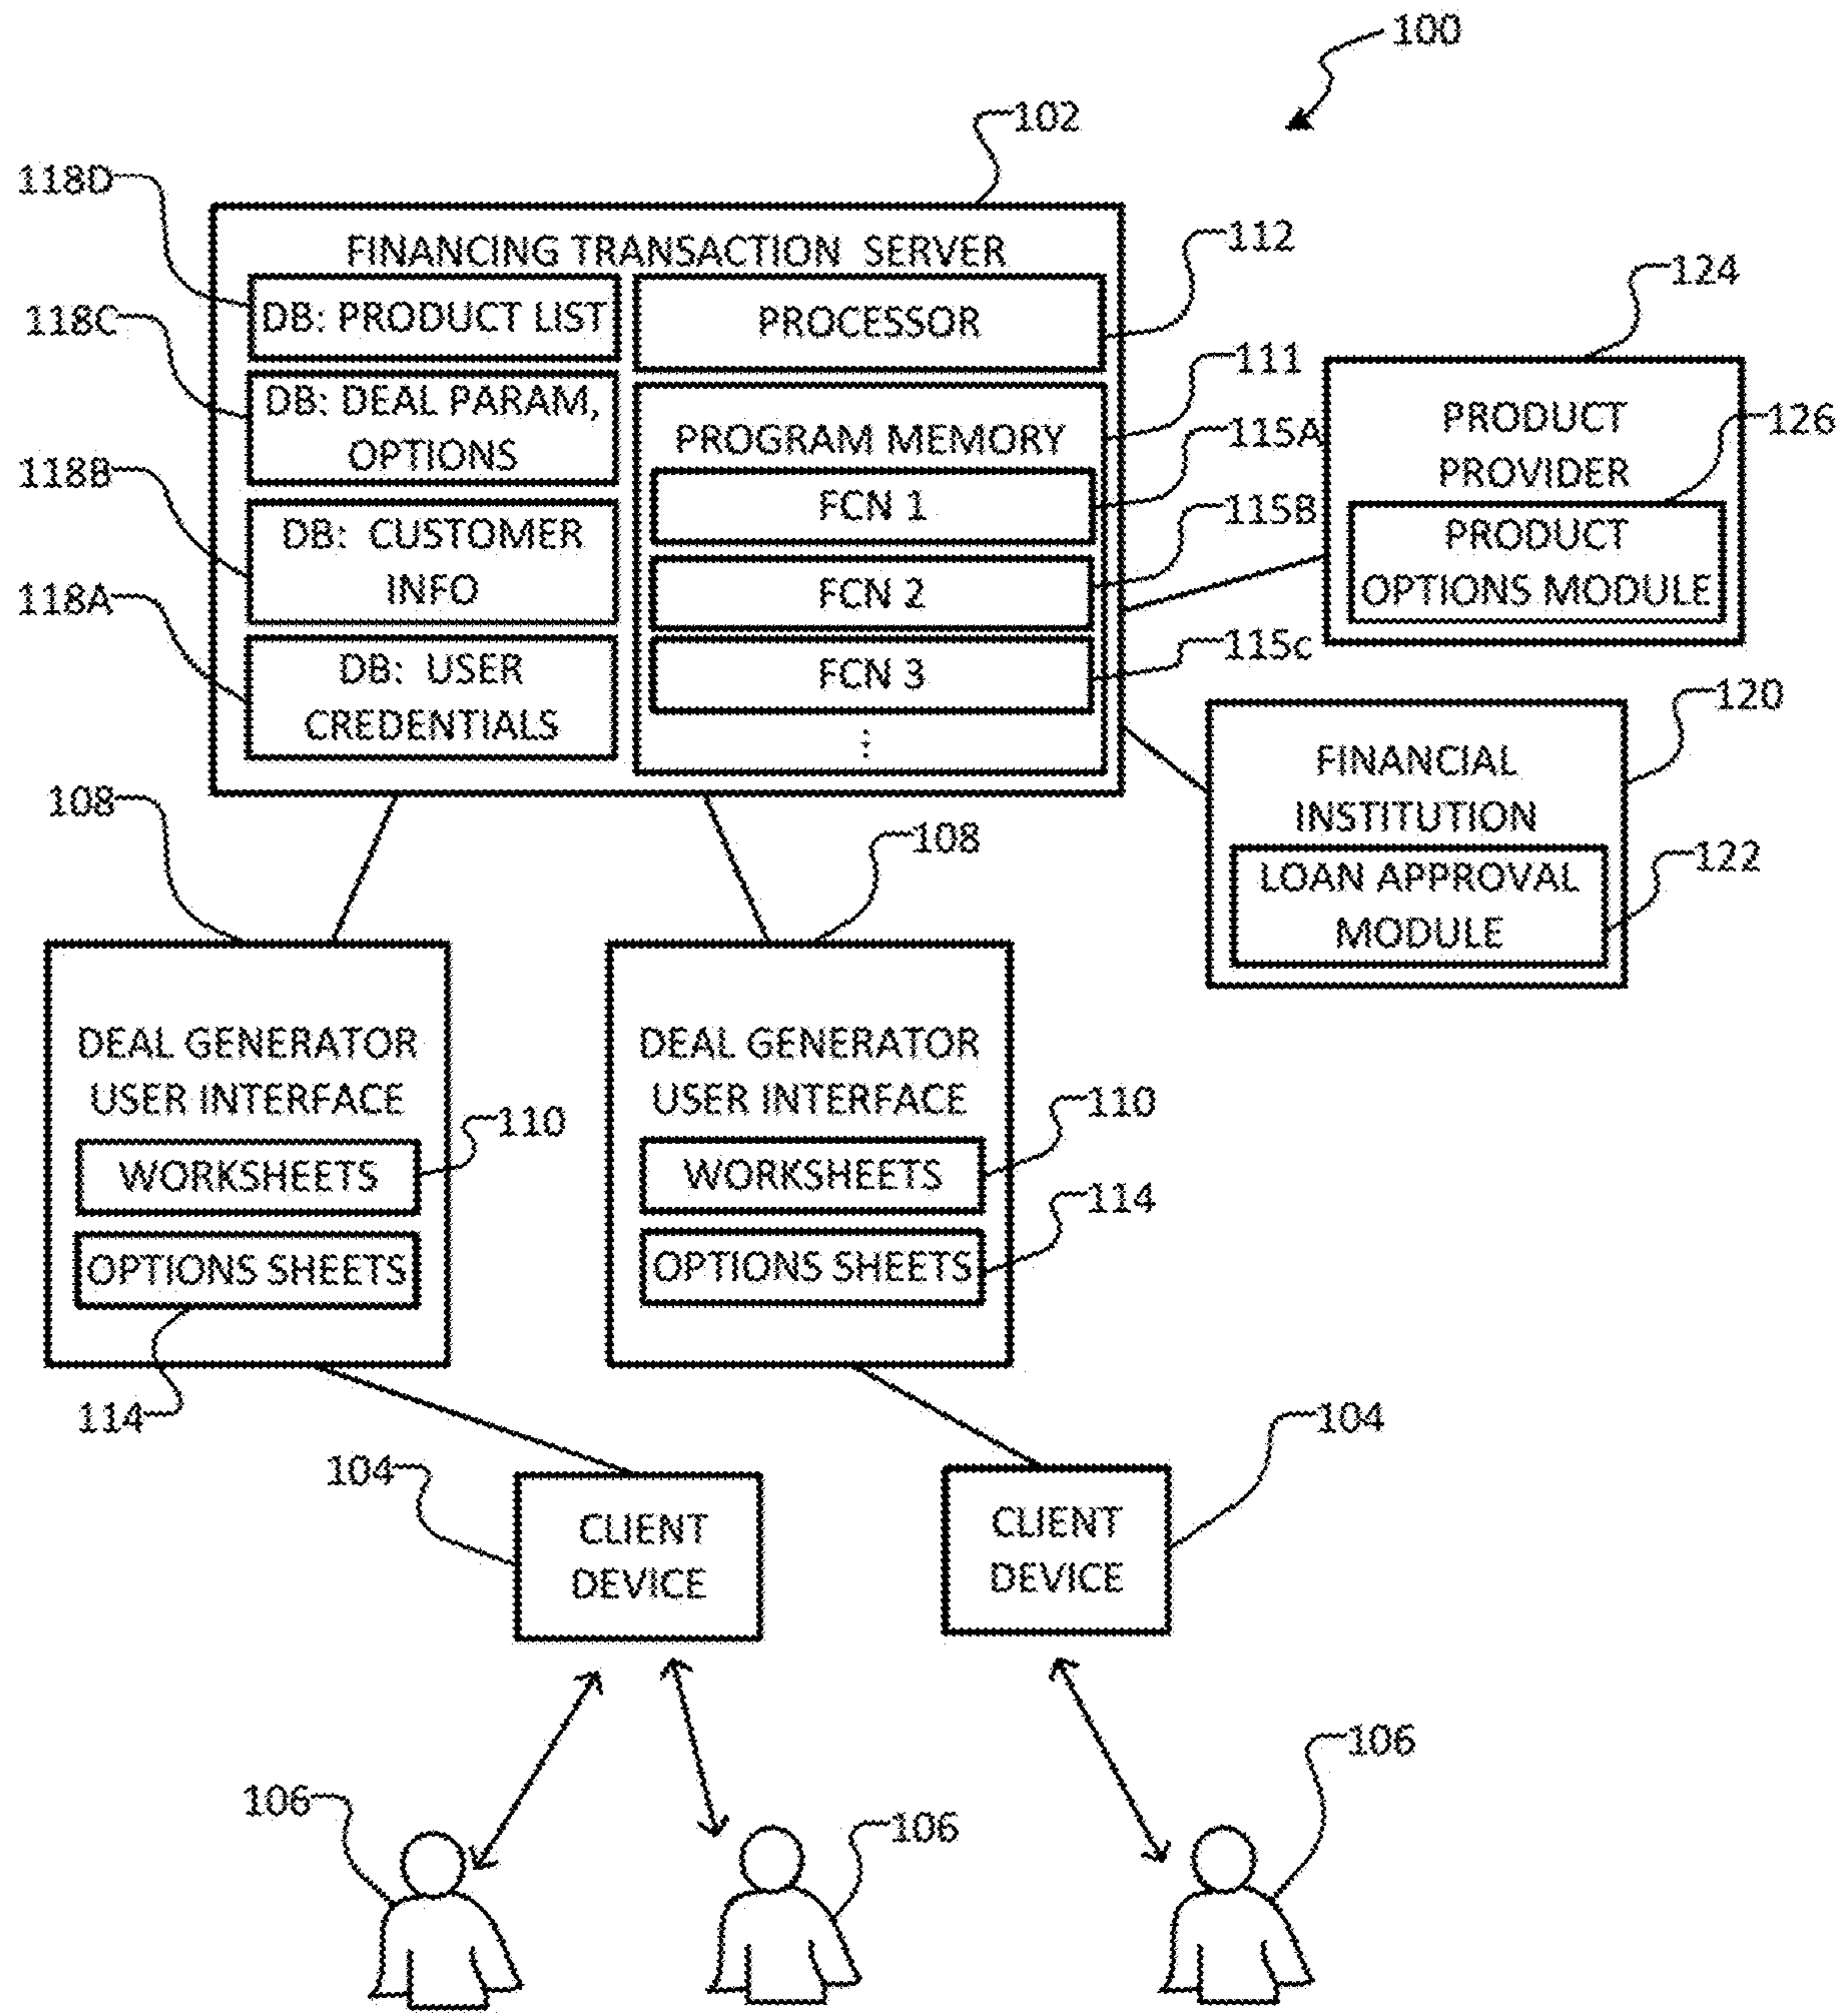 100
102
118D
FINANCING TRANSACTION SERVER
112
DB: PRODUCT LIST
PROCESSOR
124
118C
DB: DEAL PARAM,
OPTIONS
111
PROGRAM MEMORY
115A
PRODUCT
PROVIDER
126
118B
FCN 1
115B
DB: CUSTOMER
INFO
PRODUCT
OPTIONS MODULE
118A
FCN 2
115c
DB: USER
CREDENTIALS
FCN 3
⋮
120
FINANCIAL
INSTITUTION
108
108
122
LOAN APPROVAL
MODULE
DEAL GENERATOR
USER INTERFACE
110
WORKSHEETS
OPTIONS SHEETS
114
DEAL GENERATOR
USER INTERFACE
110
WORKSHEETS
114
OPTIONS SHEETS
104
CLIENT
DEVICE
104
CLIENT
DEVICE
106
106
106